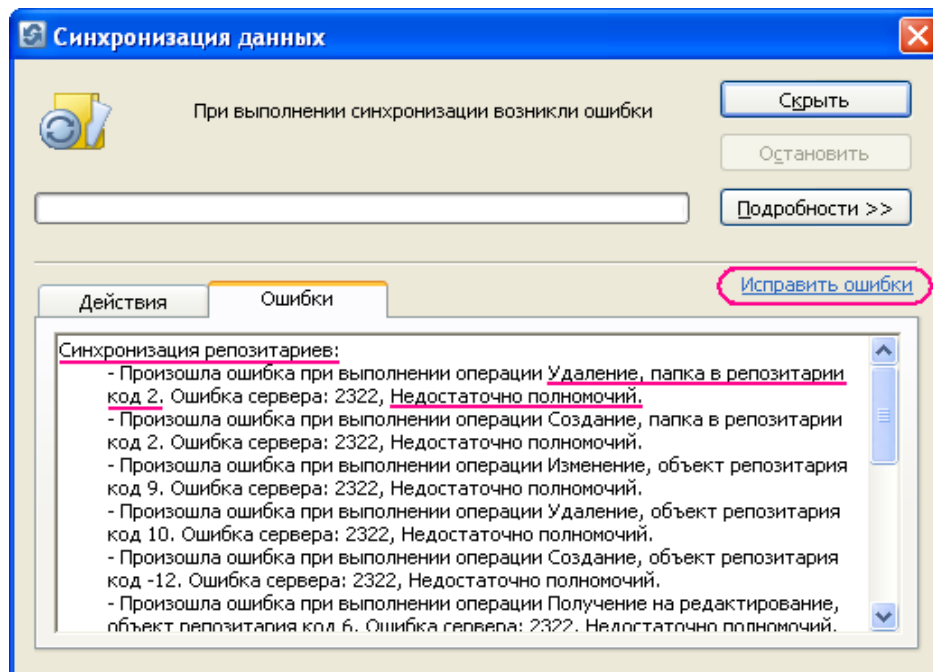 Синхронизация данных
При выполнении синхронизации возникли ошибки
Скрыть
Остановить
Подробности >>
Исправить ошибки
Действия
Ошибки
Синхронизация репозитариев:
- Произошла ошибка при выполнении операции Удаление, папка в репозитарии
код 2. Ошибка сервера: 2322, Недостаточно полномочий.
- Произошла ошибка при выполнении операции Создание, папка в репозитарии
код 2. Ошибка сервера: 2322, Недостаточно полномочий.
- Произошла ошибка при выполнении операции Изменение, объект репозитария
код 9. Ошибка сервера: 2322, Недостаточно полномочий.
- Произошла ошибка при выполнении операции Удаление, объект репозитария
код 10. Ошибка сервера: 2322, Недостаточно полномочий.
- Произошла ошибка при выполнении операции Создание, объект репозитария
код -12. Ошибка сервера: 2322, Недостаточно полномочий.
- Произошла ошибка при выполнении операции Получение на редактирование,
объект репозитария код 6. Ошибка сервера: 2322, Недостаточно полномочий.